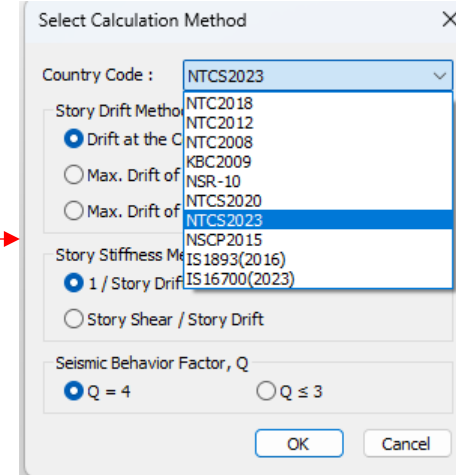 Select Calculation Method
Country Code : NTCS2023
NTC2018
Story Drift Metho
NTC2012
Drift at the C
NTC2008
KBC2009
Max. Drift of
NSR-10
NTCS2020
Max. Drift of
NTCS2023
NSCP2015
Story Stiffness Me
IS1893(2016)
1 / Story Drif
IS16700(2023)
Story Shear / Story Drift
Seismic Behavior Factor, Q
Q = 4 Q ≤ 3
OK Cancel